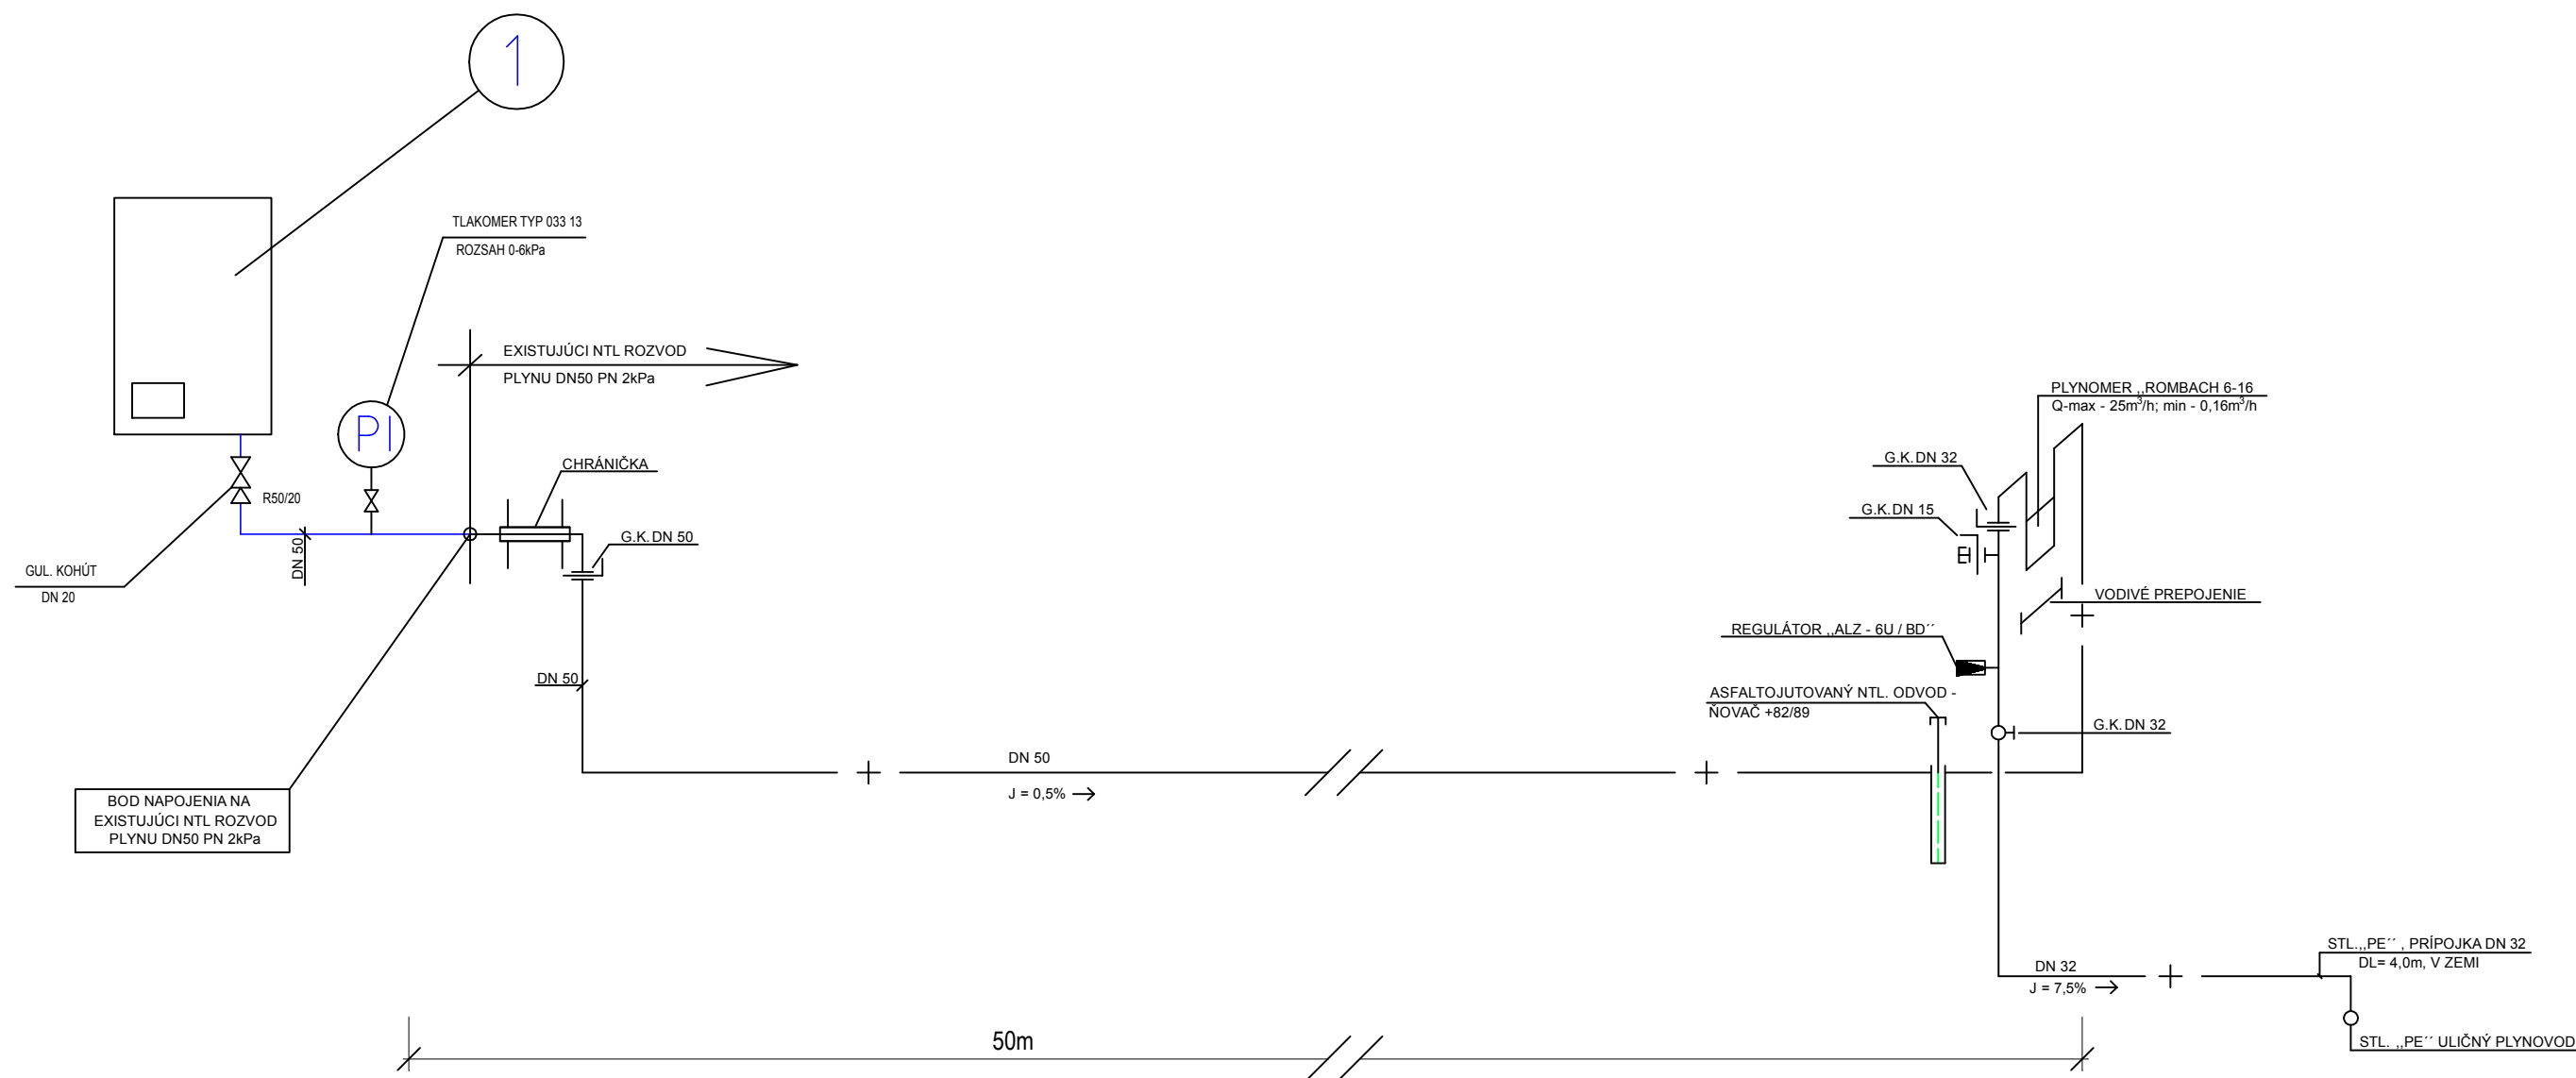 1
TLAKOMER TYP 033 13
ROZSAH 0-6kPa
EXISTUJÚCI NTL ROZVOD
PLYNU DN50 PN 2kPa
PI
CHRÁNIČKA
R50/20
G.K. DN 50
DN 50
GUL. KOHÚT
DN 20
DN 50
BOD NAPOJENIA NA
EXISTUJÚCI NTL ROZVOD
PLYNU DN50 PN 2kPa
DN 50
J = 0,5%
PLYNOMER ,,ROMBACH 6-16
Q-max - 25m³/h; min - 0,16m³/h
G.K. DN 32
G.K. DN 15
VODIVÉ PREPOJENIE
REGULÁTOR ,,ALZ - 6U / BD´´
ASFALTOJUTOVANÝ NTL. ODVOD -
ŇOVAČ +82/89
G.K. DN 32
STL.,,PE´´ , PRÍPOJKA DN 32
DL= 4,0m, V ZEMI
DN 32
J = 7,5%
50m
STL. ,,PE´´ ULIČNÝ PLYNOVOD